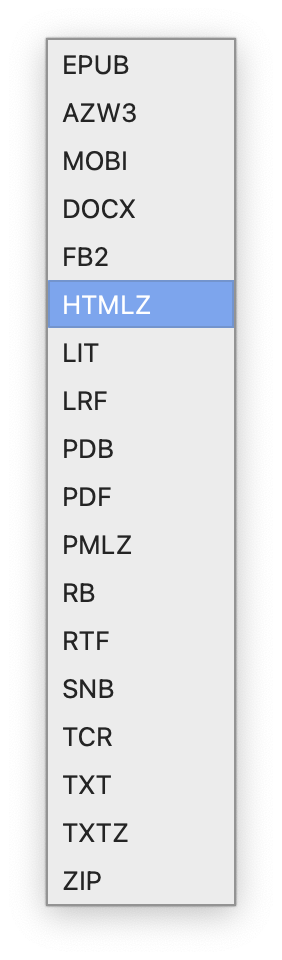 EPUB
AZW3
MOBI
DOCX
FB2
HTMLZ
LIT
LRF
PDB
PDF
PMLZ
RB
RTF
SNB
TCR
TXT
TXTZ
ZIP